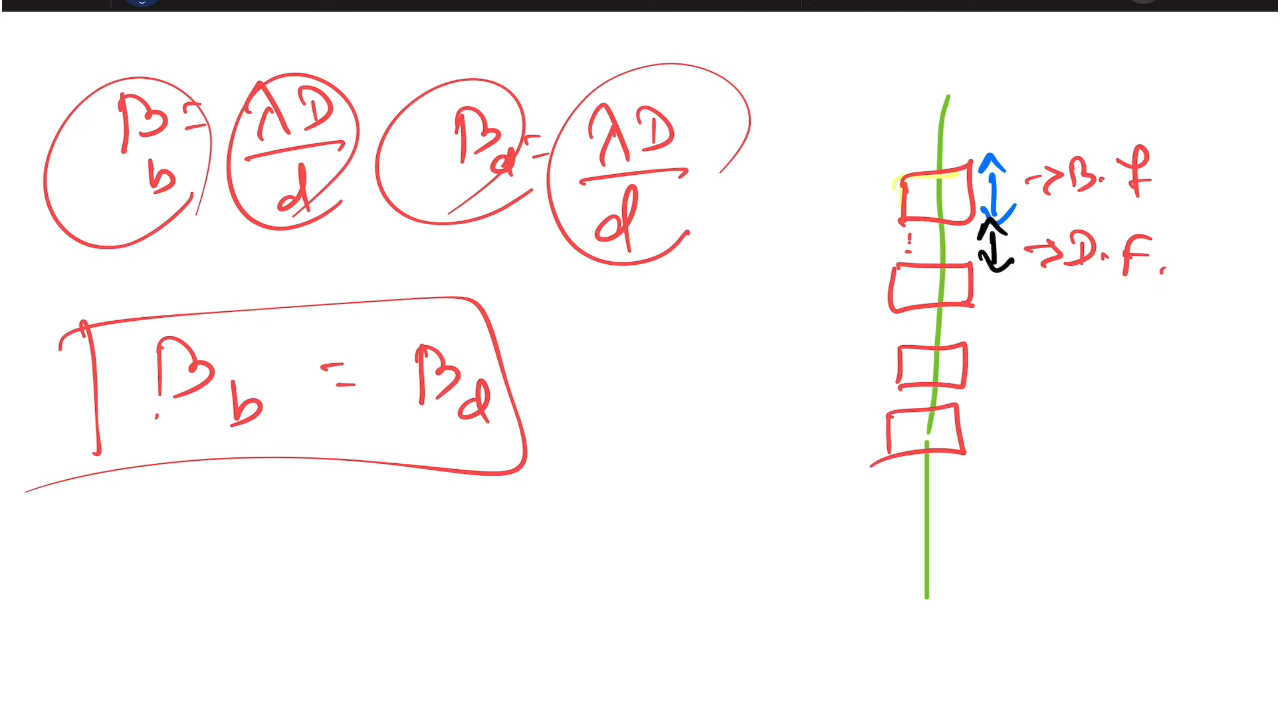 β_b = λD/d β_d = λD/d
→ B. f
→ D. F.
β_b = β_d